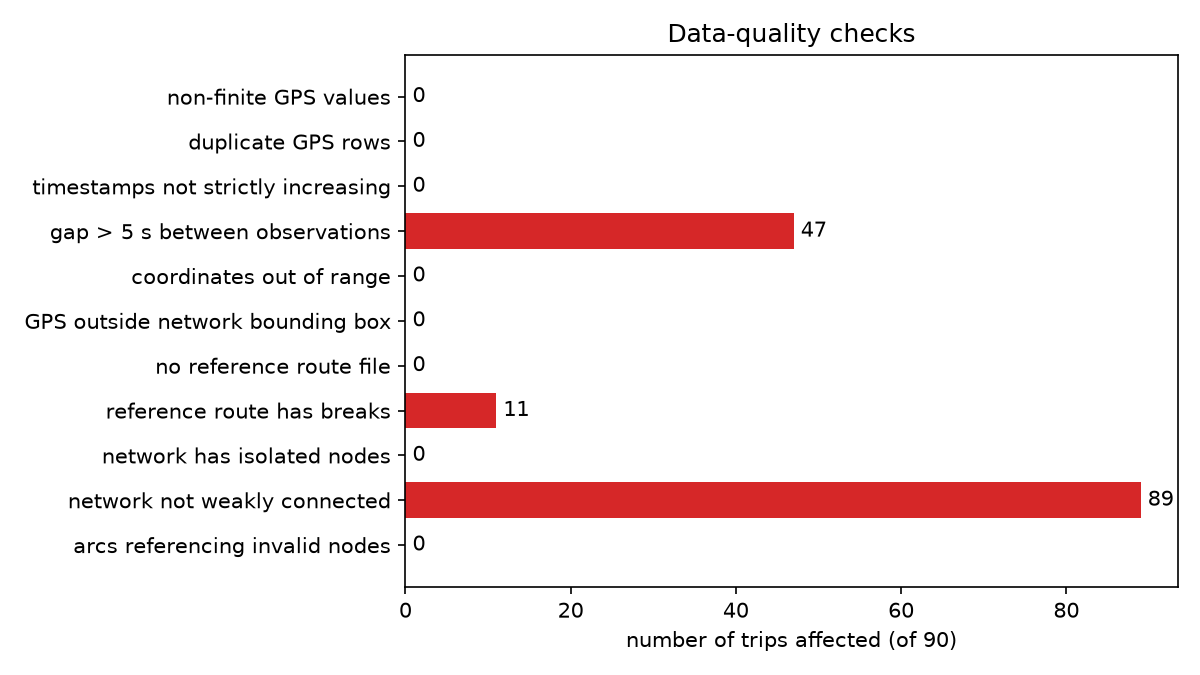 Data-quality checks
non-finite GPS values 0
duplicate GPS rows 0
timestamps not strictly increasing 0
gap > 5 s between observations 47
coordinates out of range 0
GPS outside network bounding box 0
no reference route file 0
reference route has breaks 11
network has isolated nodes 0
network not weakly connected 89
arcs referencing invalid nodes 0
0 20 40 60 80
number of trips affected (of 90)